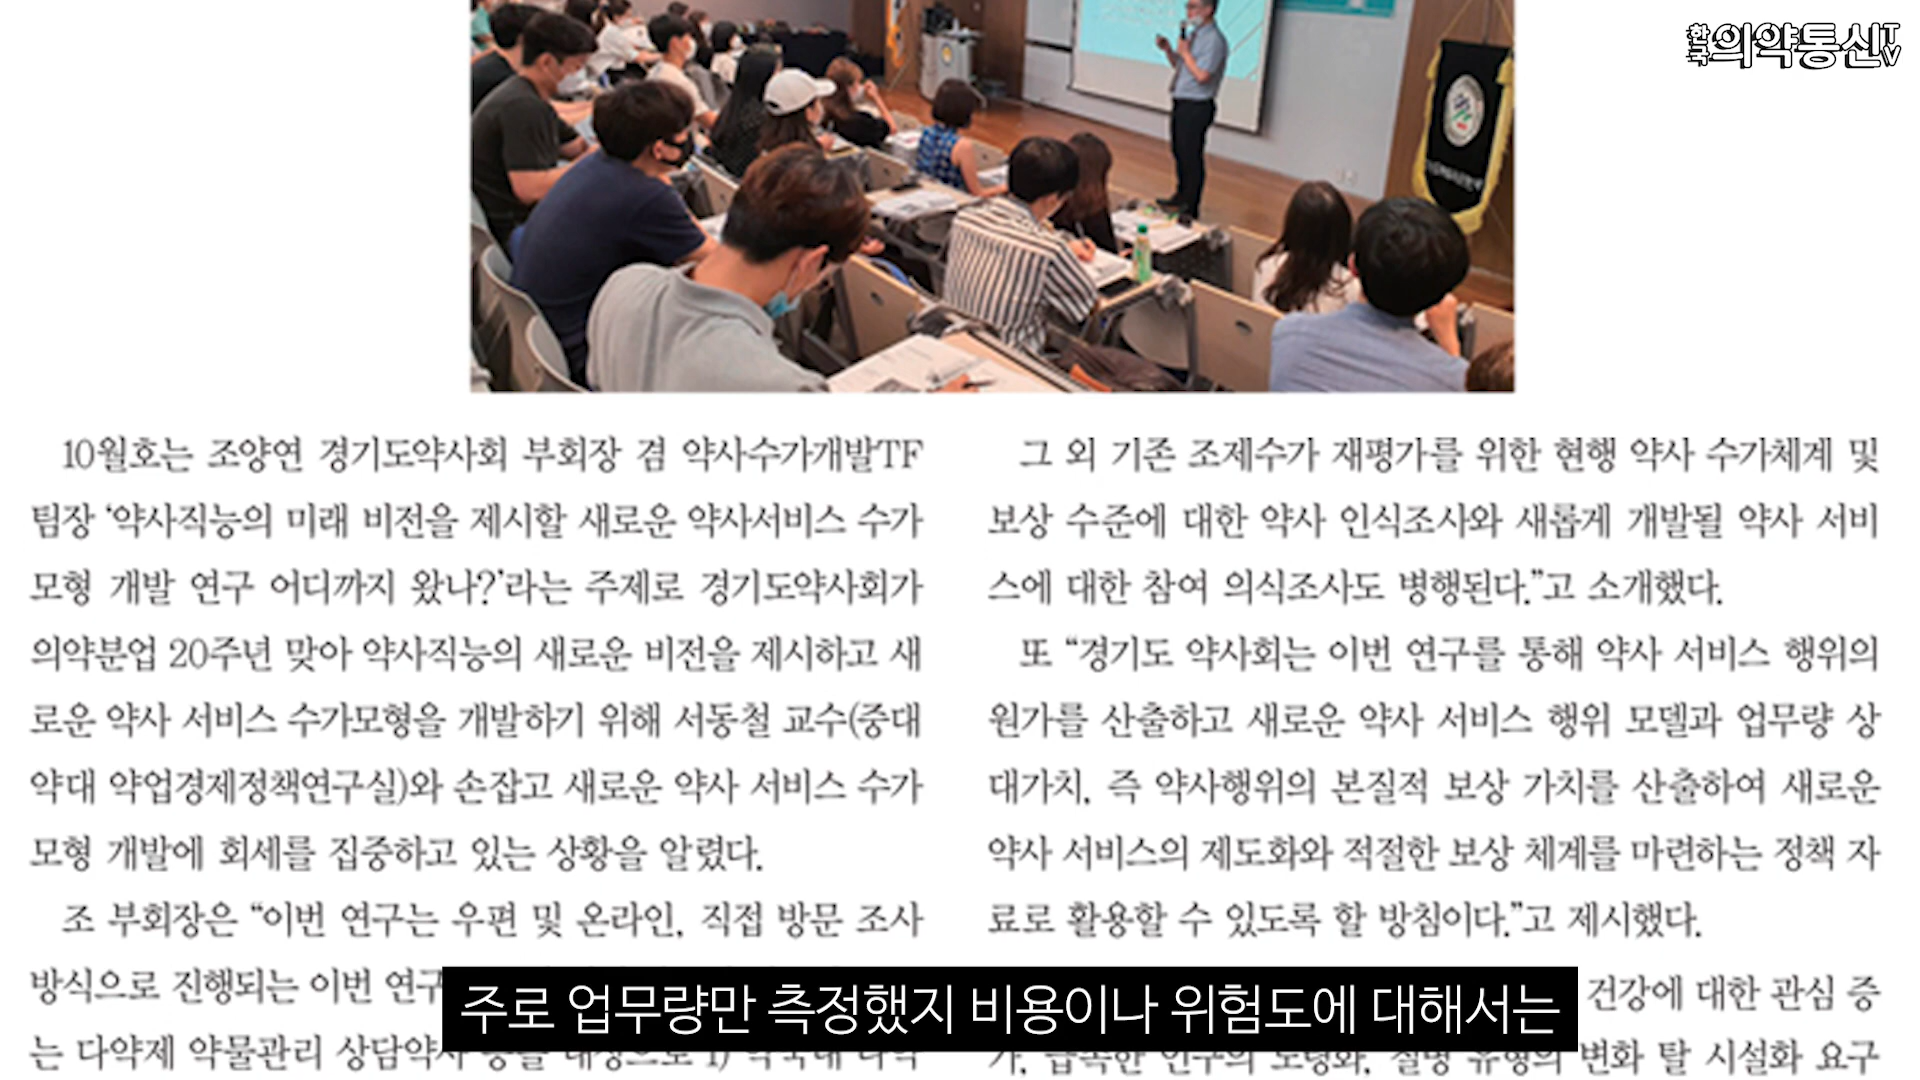 한국의약통신TV
10월호는 조양연 경기도약사회 부회장 겸 약사수가개발TF
팀장 ‘약사직능의 미래 비전을 제시할 새로운 약사서비스 수가
모형 개발 연구 어디까지 왔나?’라는 주제로 경기도약사회가
의약분업 20주년 맞아 약사직능의 새로운 비전을 제시하고 새
로운 약사 서비스 수가모형을 개발하기 위해 서동철 교수(중대
약대 약업경제정책연구실)와 손잡고 새로운 약사 서비스 수가
모형 개발에 회세를 집중하고 있는 상황을 알렸다.
조 부회장은 “이번 연구는 우편 및 온라인, 직접 방문 조사
방식으로 진행되는 이번 연구
는 다약제 약물관리 상담약사
그 외 기존 조제수가 재평가를 위한 현행 약사 수가체계 및
보상 수준에 대한 약사 인식조사와 새롭게 개발될 약사 서비
스에 대한 참여 의식조사도 병행된다.”고 소개했다.
또 “경기도 약사회는 이번 연구를 통해 약사 서비스 행위의
원가를 산출하고 새로운 약사 서비스 행위 모델과 업무량 상
대가치, 즉 약사행위의 본질적 보상 가치를 산출하여 새로운
약사 서비스의 제도화와 적절한 보상 체계를 마련하는 정책 자
료로 활용할 수 있도록 할 방침이다.”고 제시했다.
건강에 대한 관심 증
변화 탈 시설화 요구
주로 업무량만 측정했지 비용이나 위험도에 대해서는